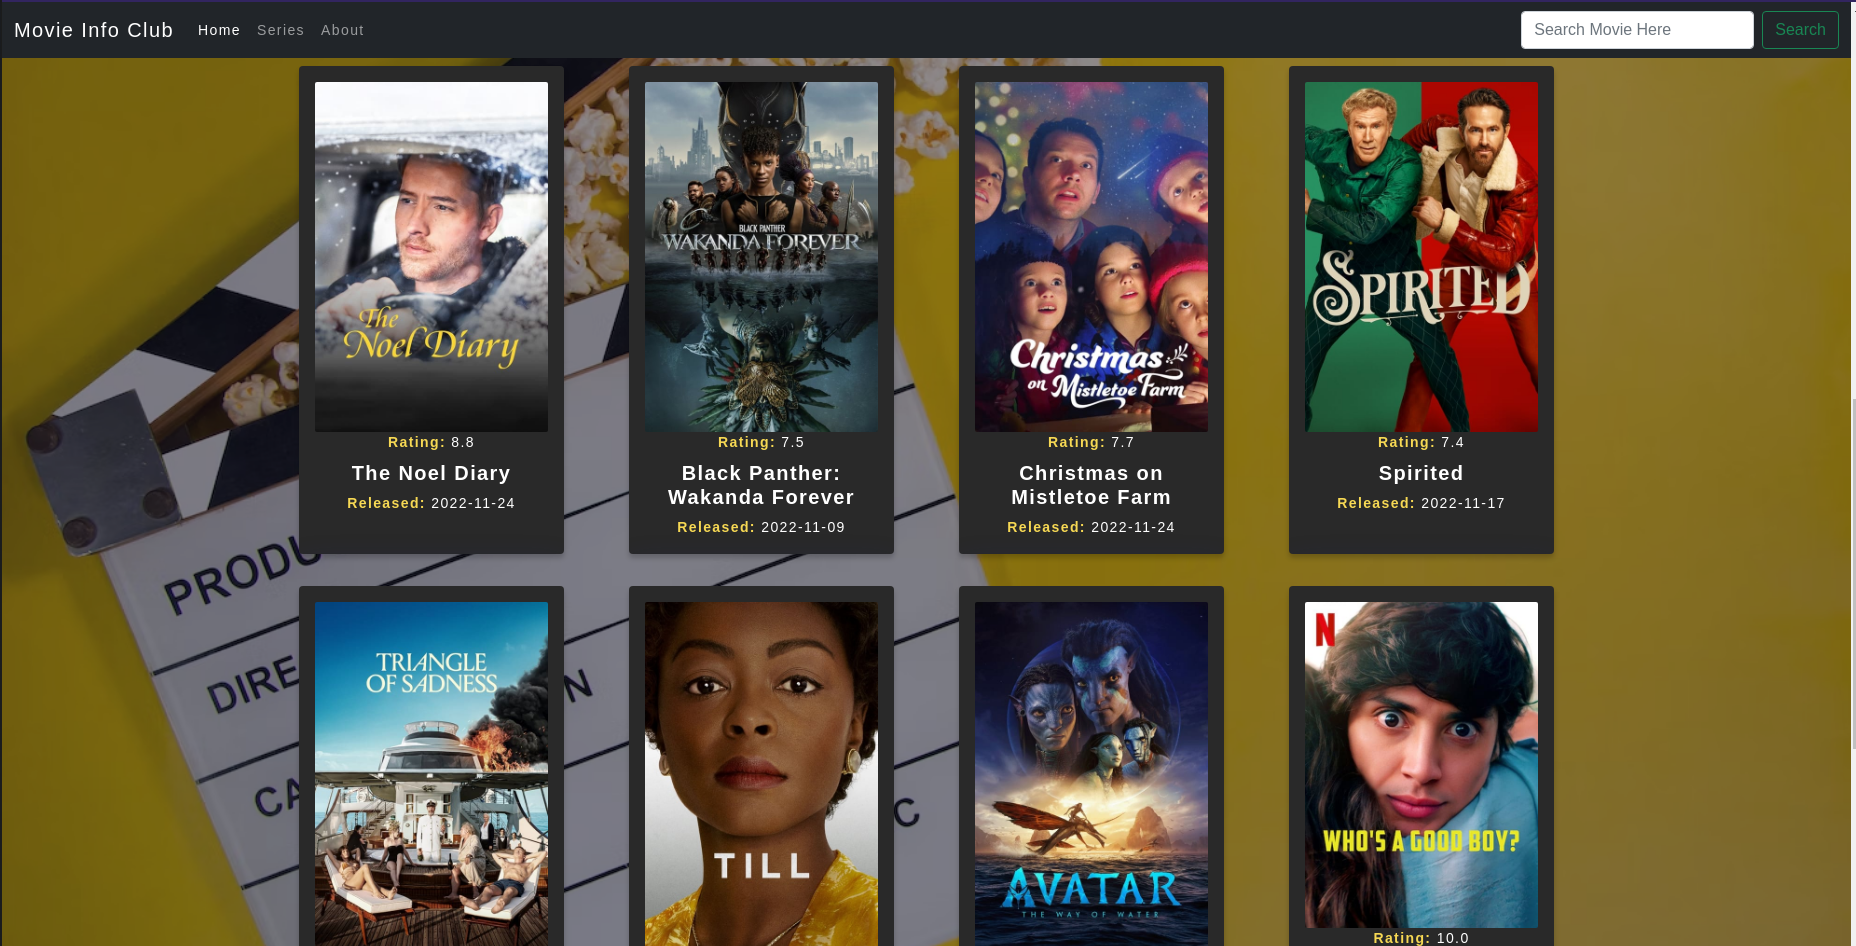 Movie Info Club Home Series About Search Movie Here Search
The
Noel Diary
BLACK PANTHER
WAKANDA FOREVER
Christmas
on Mistletoe Farm
SPIRITED
Rating: 8.8
The Noel Diary
Released: 2022-11-24
Rating: 7.5
Black Panther:
Wakanda Forever
Released: 2022-11-09
Rating: 7.7
Christmas on
Mistletoe Farm
Released: 2022-11-24
Rating: 7.4
Spirited
Released: 2022-11-17
PRODU
DIRE
N
CA
C
TRIANGLE
OF SADNESS
TILL
AVATAR
THE WAY OF WATER
N
WHO'S A GOOD BOY?
Rating: 10.0